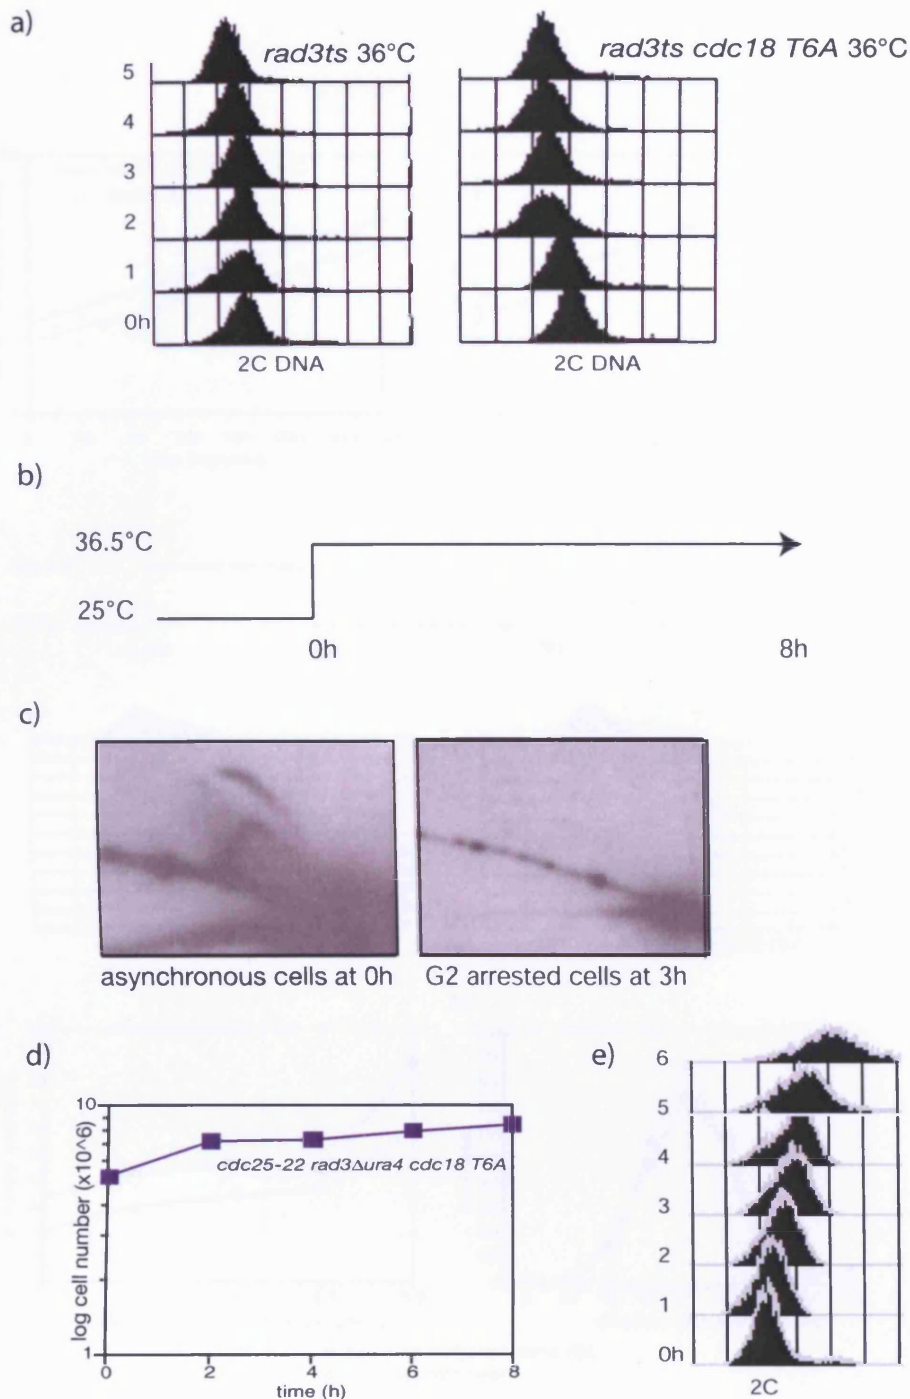 a)
rad3ts 36°C
rad3ts cdc18 T6A 36°C
5
4
3
2
1
0h
2C DNA
2C DNA
b)
36.5°C
25°C
0h
8h
c)
asynchronous cells at 0h
G2 arrested cells at 3h
d)
log cell number (x10^6)
10
1
cdc25-22 rad3Δura4 cdc18 T6A
0
2
4
6
8
time (h)
e)
6
5
4
3
2
1
0h
2C